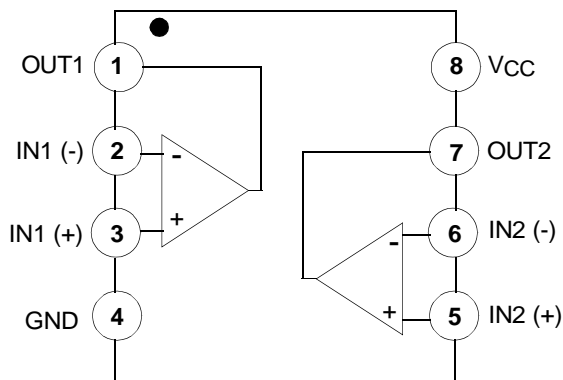 OUT1 1 8 VCC
IN1 (-) 2 - 7 OUT2
IN1 (+) 3 + - 6 IN2 (-)
GND 4 + 5 IN2 (+)